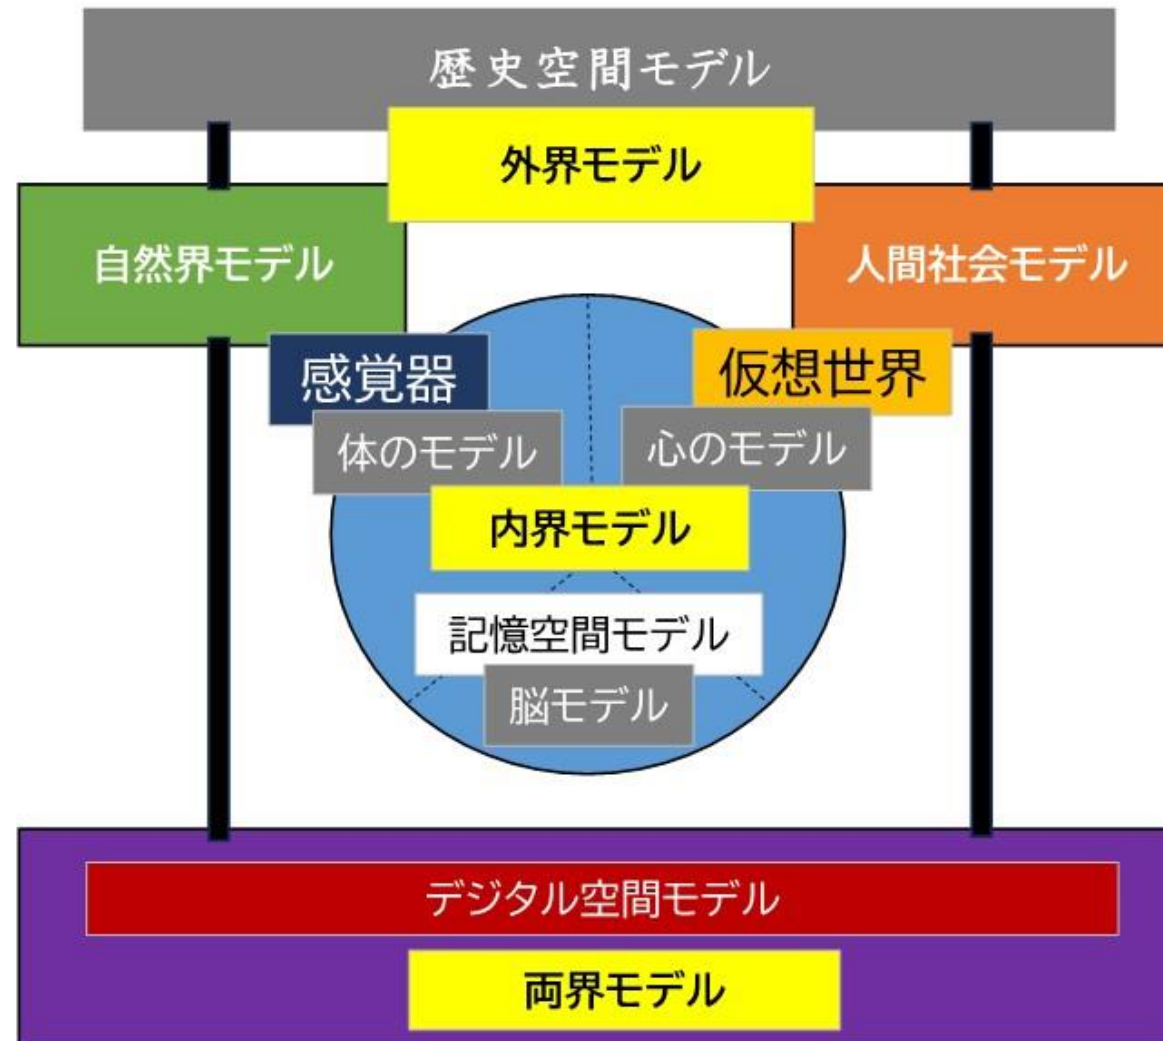 歴史空間モデル
外界モデル
自然界モデル
人間社会モデル
感覚器
仮想世界
体のモデル
心のモデル
内界モデル
記憶空間モデル
脳モデル
デジタル空間モデル
両界モデル